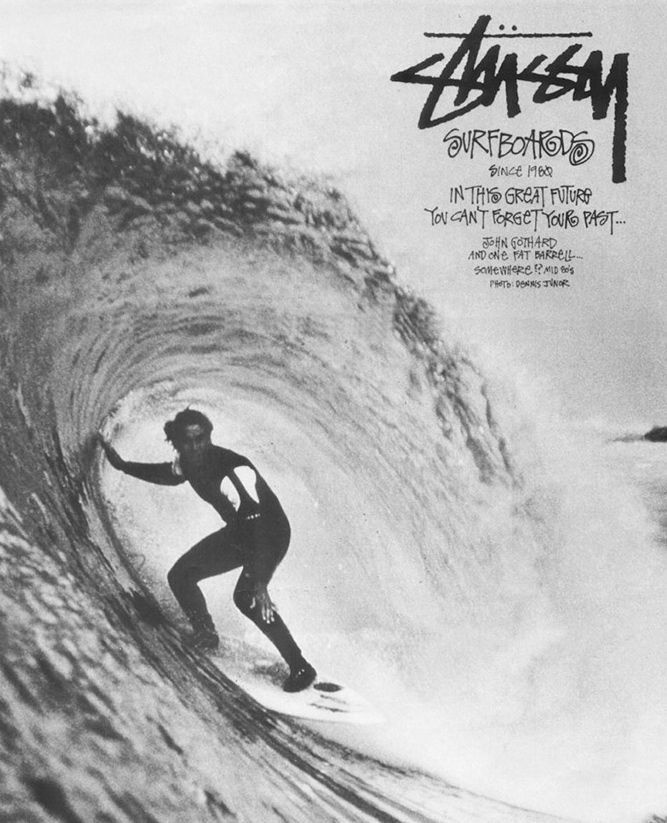 STÜSSY
SURFBOARDS
SINCE 1980
IN THIS GREAT FUTURE
YOU CAN'T FORGET YOUR PAST...
JOHN GOTHARD
AND ONE FAT BARRELL...
SOMEWHERE!? MID 80'S
PHOTO: DENNIS JUNOR